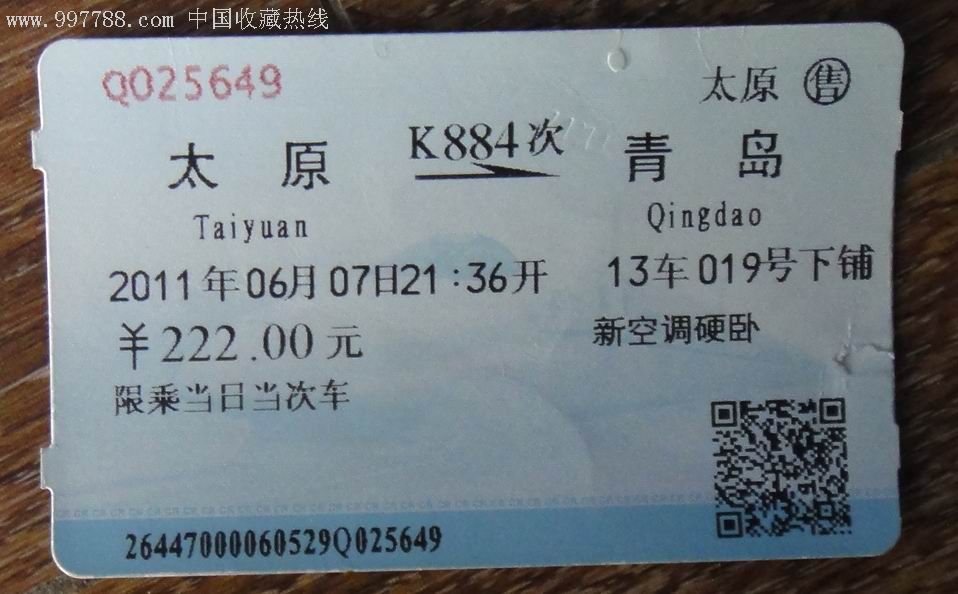 www.997788.com 中国收藏热线
Q025649 太原 售
太原 K884次 青岛
Taiyuan Qingdao
2011年06月07日21:36开 13车019号下铺
¥222.00元 新空调硬卧
限乘当日当次车
26447000060529Q025649